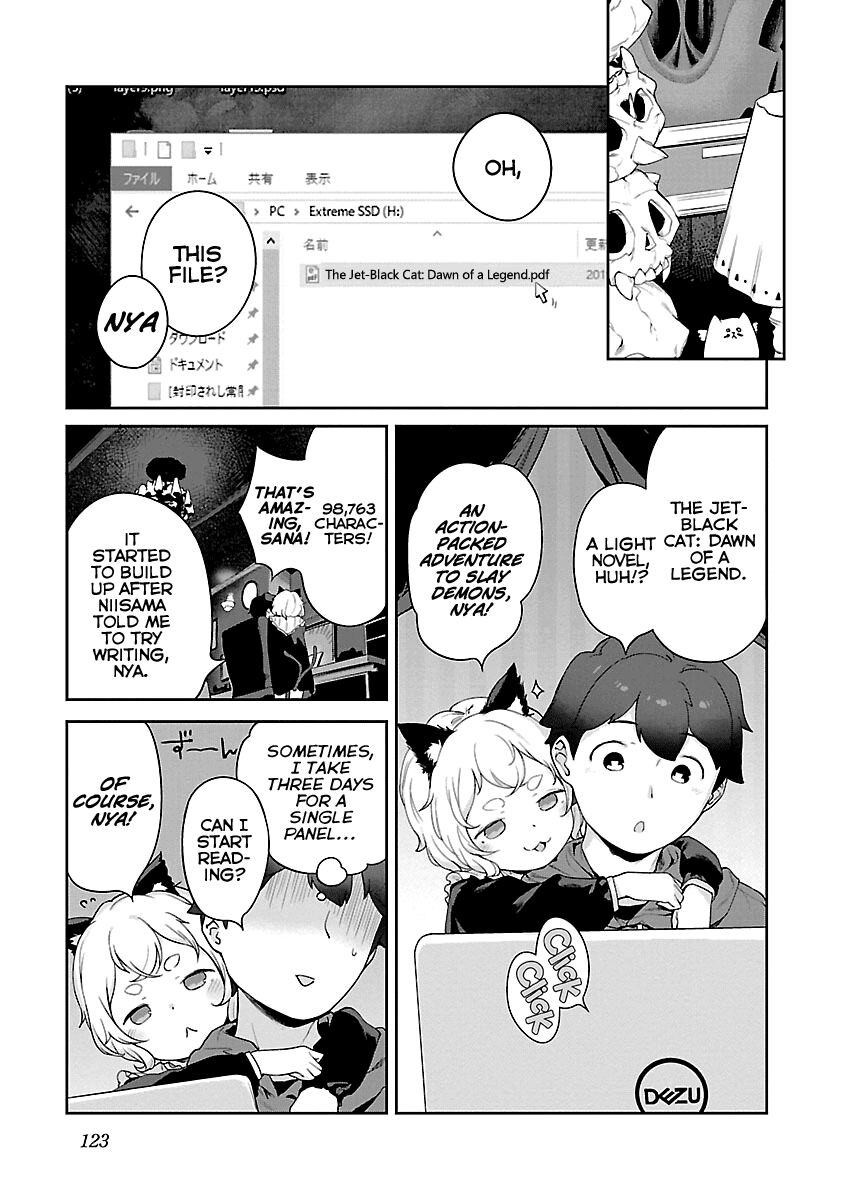 OH,
layer9.png
layer13.psd
ファイル
ホーム
共有
表示
PC
Extreme SSD (H:)
名前
更新
The Jet-Black Cat: Dawn of a Legend.pdf
201
THIS
FILE?
NYA
ダウンロード
ドキュメント
THE JET-
BLACK
CAT: DAWN
OF A
LEGEND.
A LIGHT
NOVEL,
HUH!?
AN
ACTION-
PACKED
ADVENTURE
TO SLAY
DEMONS,
NYA!
Click
Click
DEZU
98,763
CHARAC-
TERS!
THAT'S
AMAZ-
ING,
SANA!
IT
STARTED
TO BUILD
UP AFTER
NIISAMA
TOLD ME
TO TRY
WRITING,
NYA.
SOMETIMES,
I TAKE
THREE DAYS
FOR A
SINGLE
PANEL...
ずーん
CAN I
START
READ-
ING?
OF
COURSE,
NYA!
123